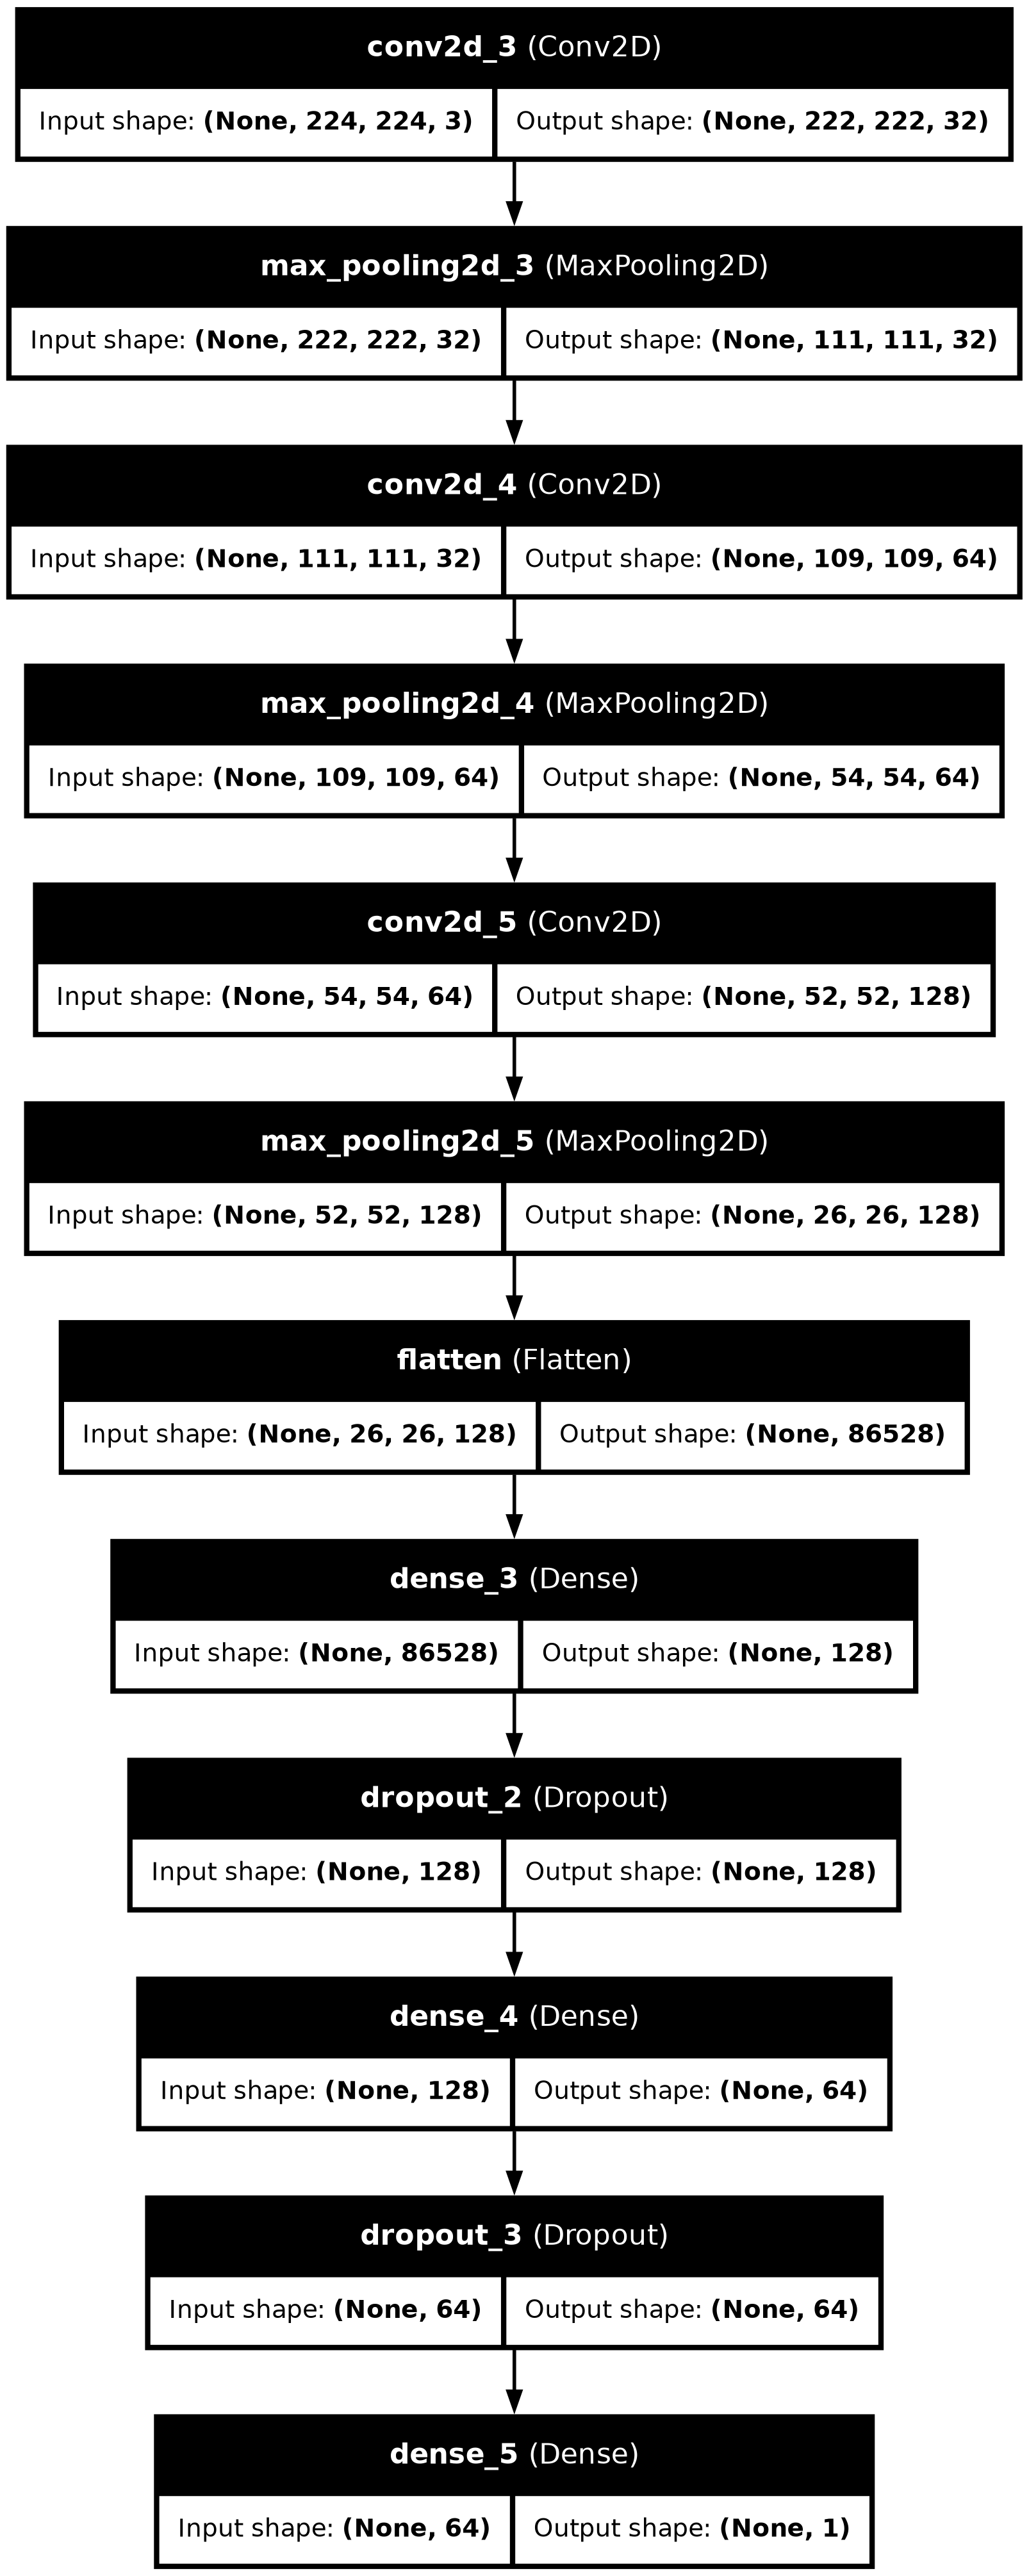 conv2d_3 (Conv2D)
Input shape: (None, 224, 224, 3) Output shape: (None, 222, 222, 32)
max_pooling2d_3 (MaxPooling2D)
Input shape: (None, 222, 222, 32) Output shape: (None, 111, 111, 32)
conv2d_4 (Conv2D)
Input shape: (None, 111, 111, 32) Output shape: (None, 109, 109, 64)
max_pooling2d_4 (MaxPooling2D)
Input shape: (None, 109, 109, 64) Output shape: (None, 54, 54, 64)
conv2d_5 (Conv2D)
Input shape: (None, 54, 54, 64) Output shape: (None, 52, 52, 128)
max_pooling2d_5 (MaxPooling2D)
Input shape: (None, 52, 52, 128) Output shape: (None, 26, 26, 128)
flatten (Flatten)
Input shape: (None, 26, 26, 128) Output shape: (None, 86528)
dense_3 (Dense)
Input shape: (None, 86528) Output shape: (None, 128)
dropout_2 (Dropout)
Input shape: (None, 128) Output shape: (None, 128)
dense_4 (Dense)
Input shape: (None, 128) Output shape: (None, 64)
dropout_3 (Dropout)
Input shape: (None, 64) Output shape: (None, 64)
dense_5 (Dense)
Input shape: (None, 64) Output shape: (None, 1)